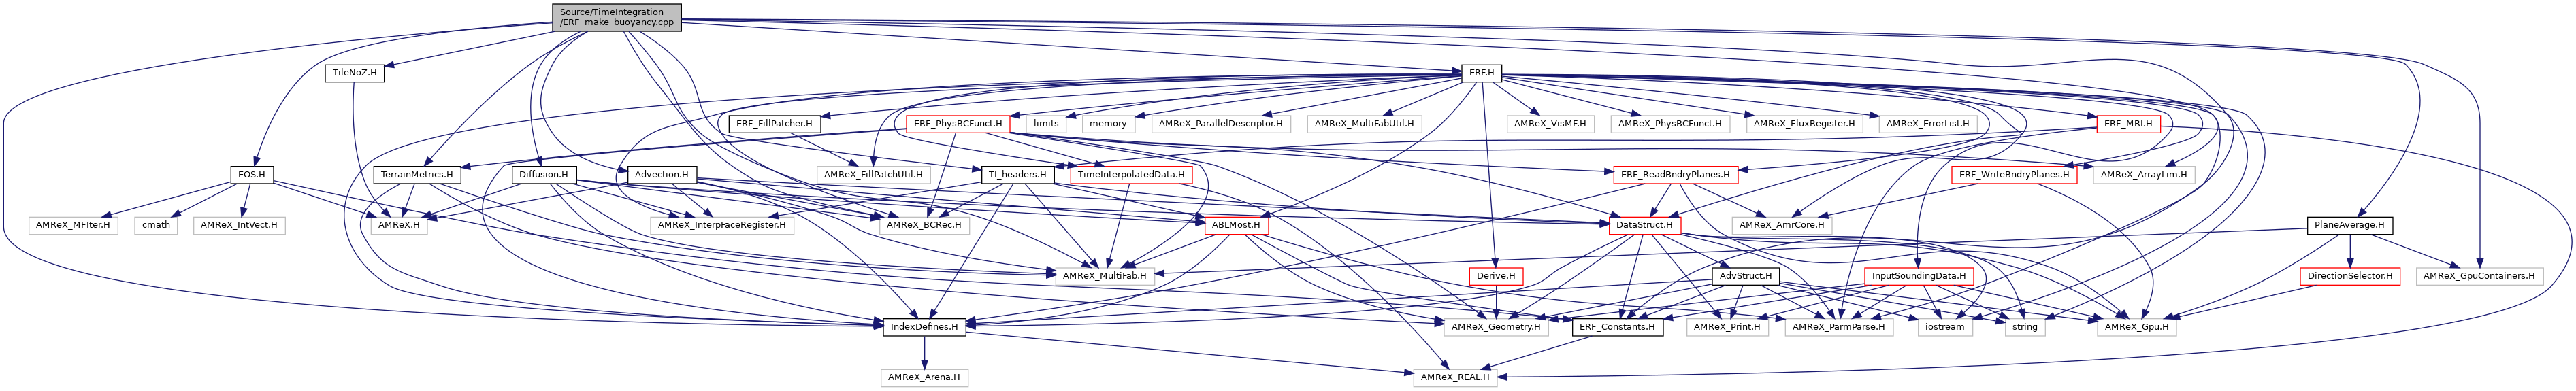 Source/TimeIntegration
/ERF_make_buoyancy.cpp
TileNoZ.H
ERF.H
ERF_FillPatcher.H
ERF_PhysBCFunct.H
limits
memory
AMReX_ParallelDescriptor.H
AMReX_MultiFabUtil.H
AMReX_VisMF.H
AMReX_PhysBCFunct.H
AMReX_FluxRegister.H
AMReX_ErrorList.H
ERF_MRI.H
EOS.H
TerrainMetrics.H
Diffusion.H
Advection.H
AMReX_FillPatchUtil.H
TI_headers.H
TimeInterpolatedData.H
ERF_ReadBndryPlanes.H
ERF_WriteBndryPlanes.H
AMReX_ArrayLim.H
AMReX_MFIter.H
cmath
AMReX_IntVect.H
AMReX.H
AMReX_InterpFaceRegister.H
AMReX_BCRec.H
ABLMost.H
DataStruct.H
AMReX_AmrCore.H
PlaneAverage.H
AMReX_MultiFab.H
Derive.H
AdvStruct.H
InputSoundingData.H
DirectionSelector.H
AMReX_GpuContainers.H
IndexDefines.H
AMReX_Geometry.H
ERF_Constants.H
AMReX_Print.H
AMReX_ParmParse.H
iostream
string
AMReX_Gpu.H
AMReX_Arena.H
AMReX_REAL.H